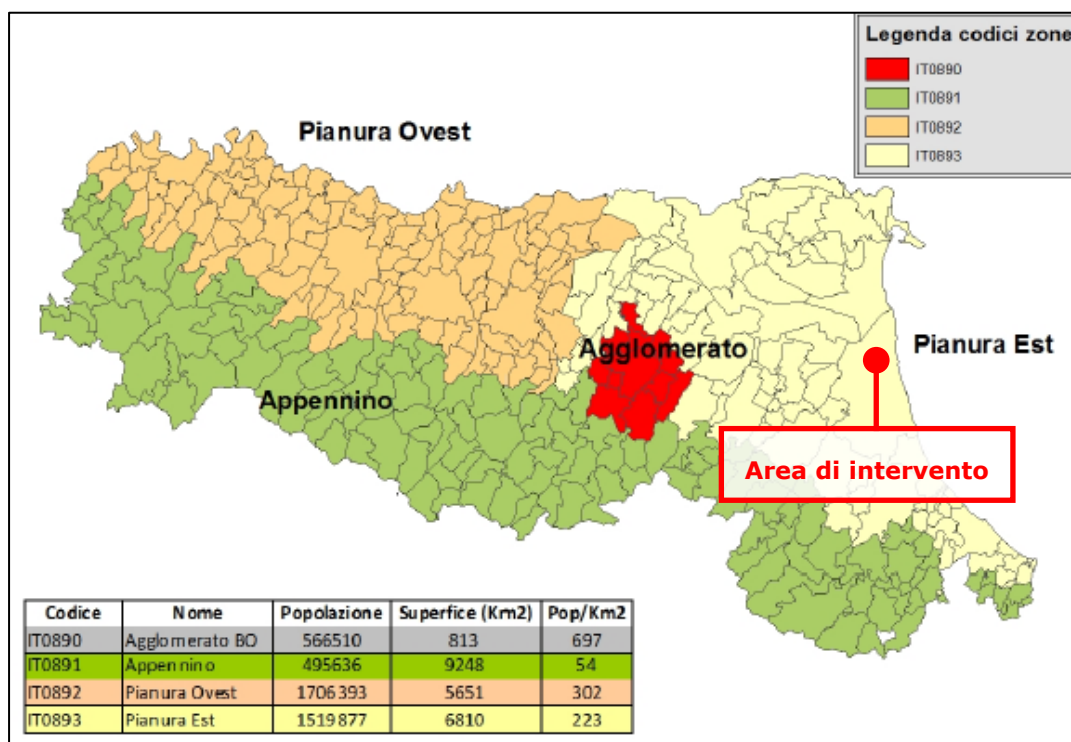 Legenda codici zone
IT0890
IT0891
IT0892
IT0893
Pianura Ovest
Agglomerato
Pianura Est
Appennino
Area di intervento
Codice Nome Popolazione Superfice (Km2) Pop/Km2
IT0890 Agglomerato BO 566510 813 697
IT0891 Appennino 495636 9248 54
IT0892 Pianura Ovest 1706393 5651 302
IT0893 Pianura Est 1519877 6810 223